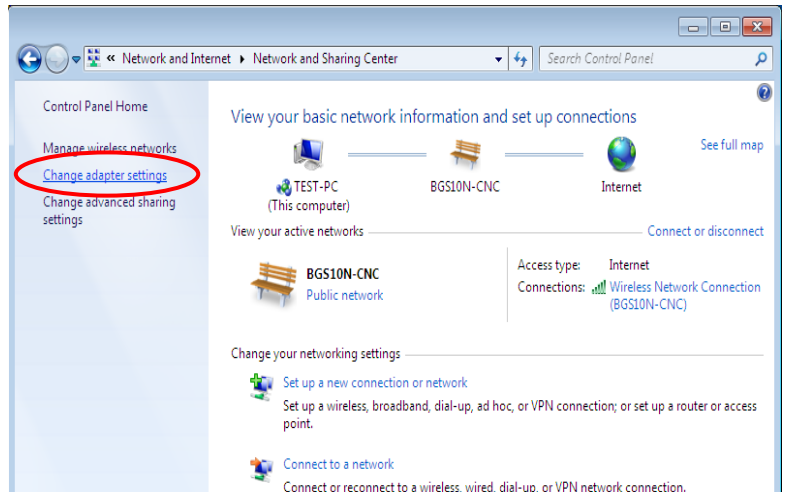 « Network and Internet ▸ Network and Sharing Center
Search Control Panel
Control Panel Home
Manage wireless networks
Change adapter settings
Change advanced sharing
settings
View your basic network information and set up connections
See full map
TEST-PC
(This computer)
BGS10N-CNC
Internet
View your active networks
Connect or disconnect
BGS10N-CNC
Public network
Access type: Internet
Connections: Wireless Network Connection
(BGS10N-CNC)
Change your networking settings
Set up a new connection or network
Set up a wireless, broadband, dial-up, ad hoc, or VPN connection; or set up a router or access
point.
Connect to a network
Connect or reconnect to a wireless, wired, dial-up, or VPN network connection.